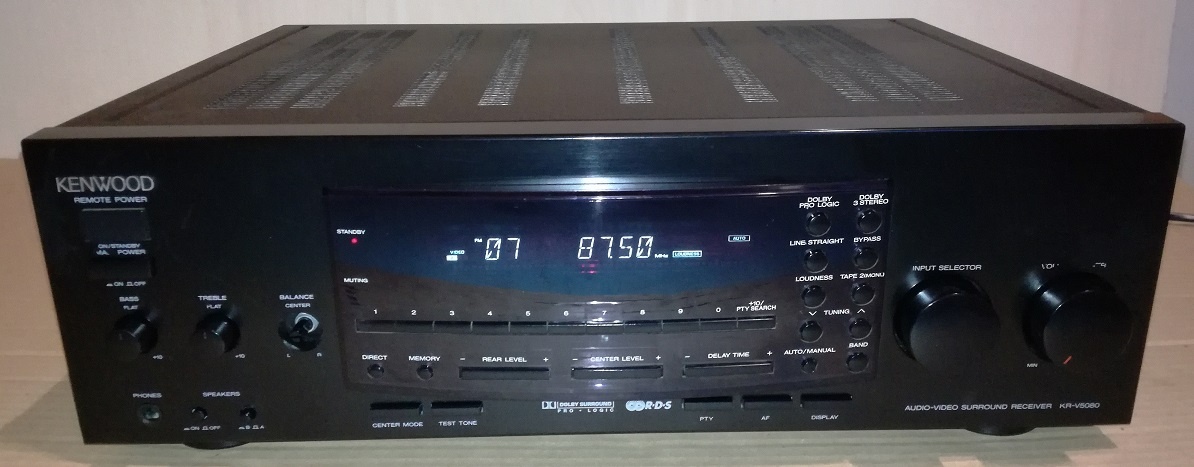 KENWOOD
REMOTE POWER
ON/STANDBY
POWER
ON OFF
BASS
FLAT
+10
TREBLE
FLAT
+10
BALANCE
CENTER
L R
PHONES
SPEAKERS
ON OFF
B A
STANDBY
MUTING
VIDEO
FM 07 87.50 MHz LOUDNESS
AUTO
1 2 3 4 5 6 7 8 9 0 +10/
PTY SEARCH
DIRECT MEMORY – REAR LEVEL + – CENTER LEVEL + – DELAY TIME +
CENTER MODE TEST TONE
DOLBY SURROUND
PRO · LOGIC
R·D·S
PTY AF DISPLAY
DOLBY
PRO LOGIC
DOLBY
3 STEREO
LINE STRAIGHT BYPASS
LOUDNESS TAPE 2/MONO
TUNING
AUTO/MANUAL BAND
INPUT SELECTOR
MIN
AUDIO-VIDEO SURROUND RECEIVER KR-V5080